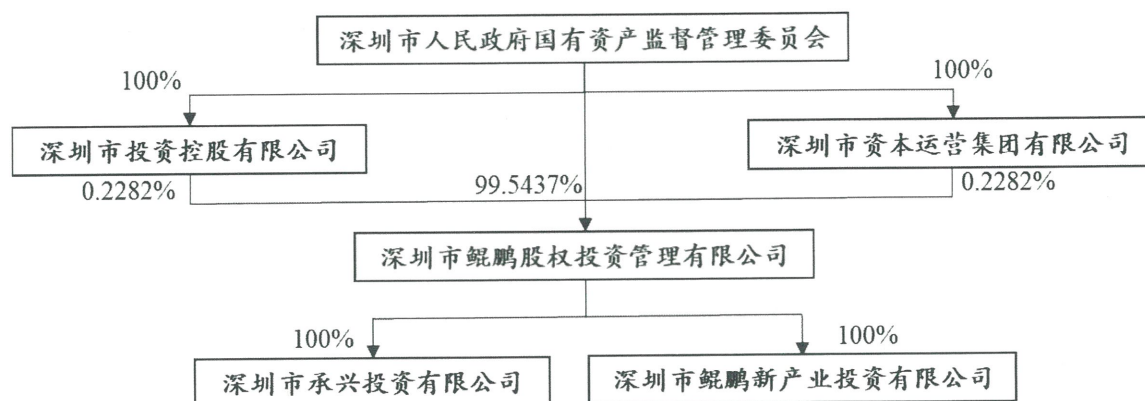 深圳市人民政府国有资产监督管理委员会
100%
100%
深圳市投资控股有限公司
深圳市资本运营集团有限公司
0.2282%
99.5437%
0.2282%
深圳市鲲鹏股权投资管理有限公司
100%
100%
深圳市承兴投资有限公司
深圳市鲲鹏新产业投资有限公司